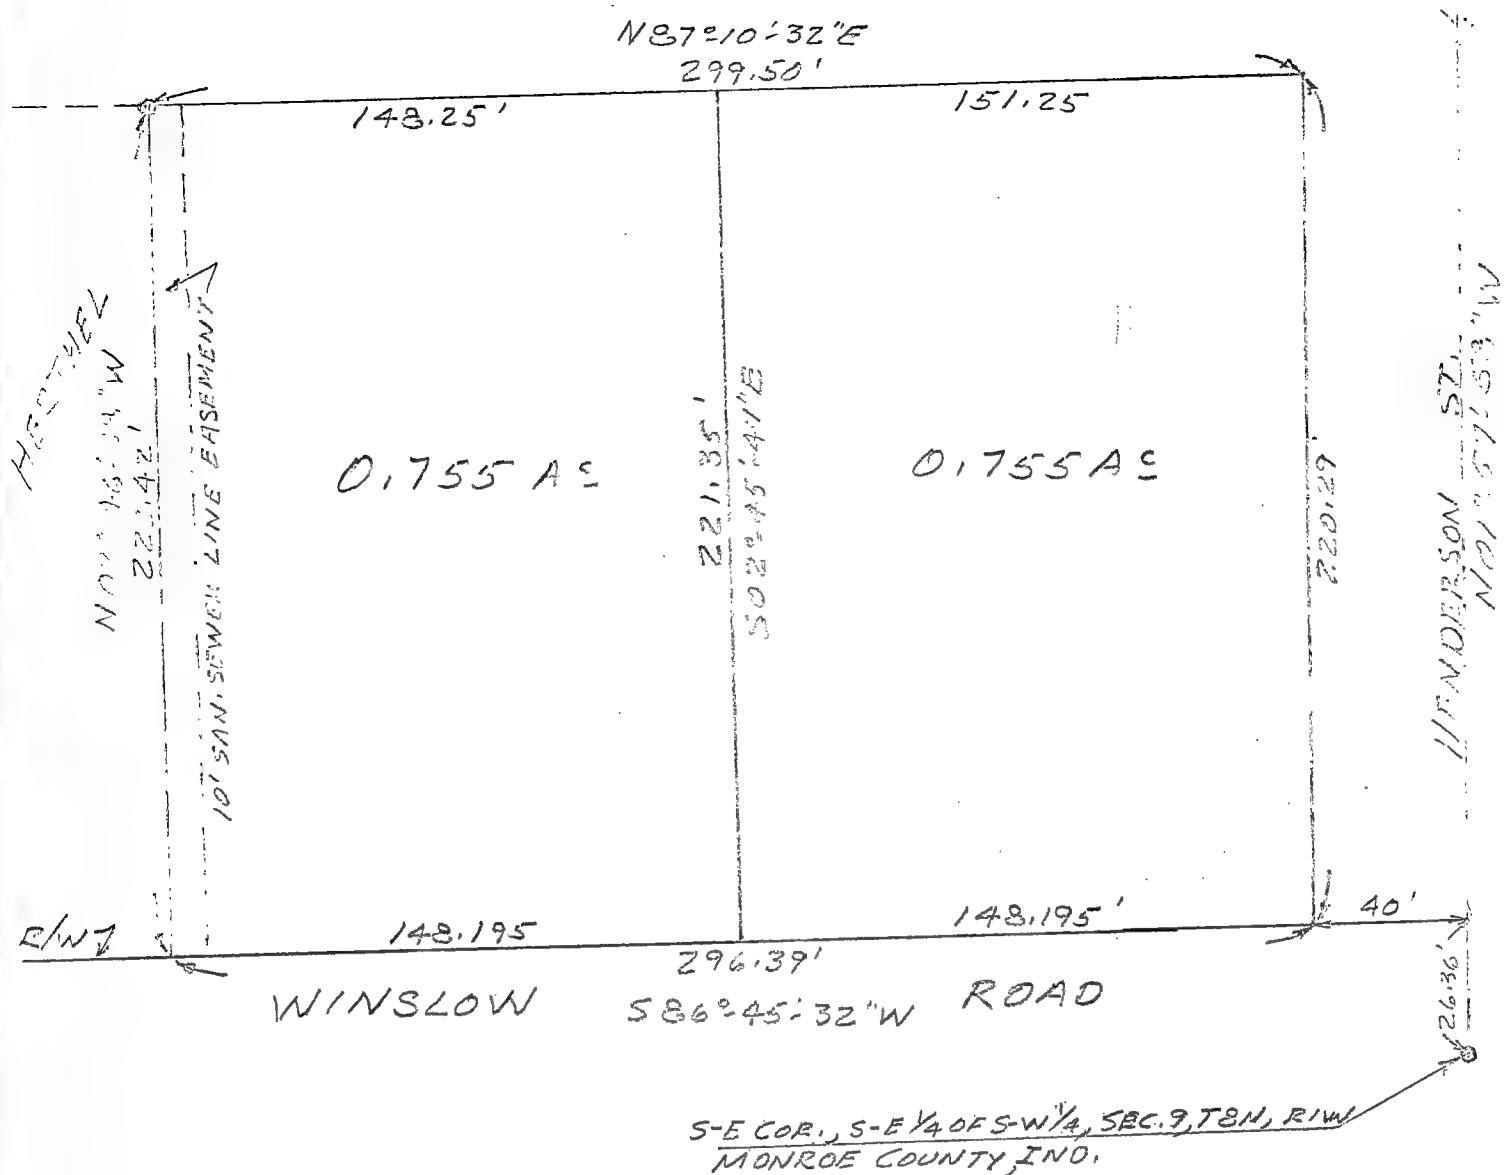 N87°-10'-32"E
299.50'
148.25'
151.25
10' SAN. SEWER LINE EASEMENT
0.755 Ac
221.35'
S02°-45'-41"E
0.755 Ac
220.29'
HENDERSON ST.
R/W
148.195
148.195'
40'
296.39'
WINSLOW ROAD
S86°-45'-32"W
26.36'
S-E COR., S-E 1/4 OF S-W 1/4, SEC. 9, T8N, R1W
MONROE COUNTY, IND.